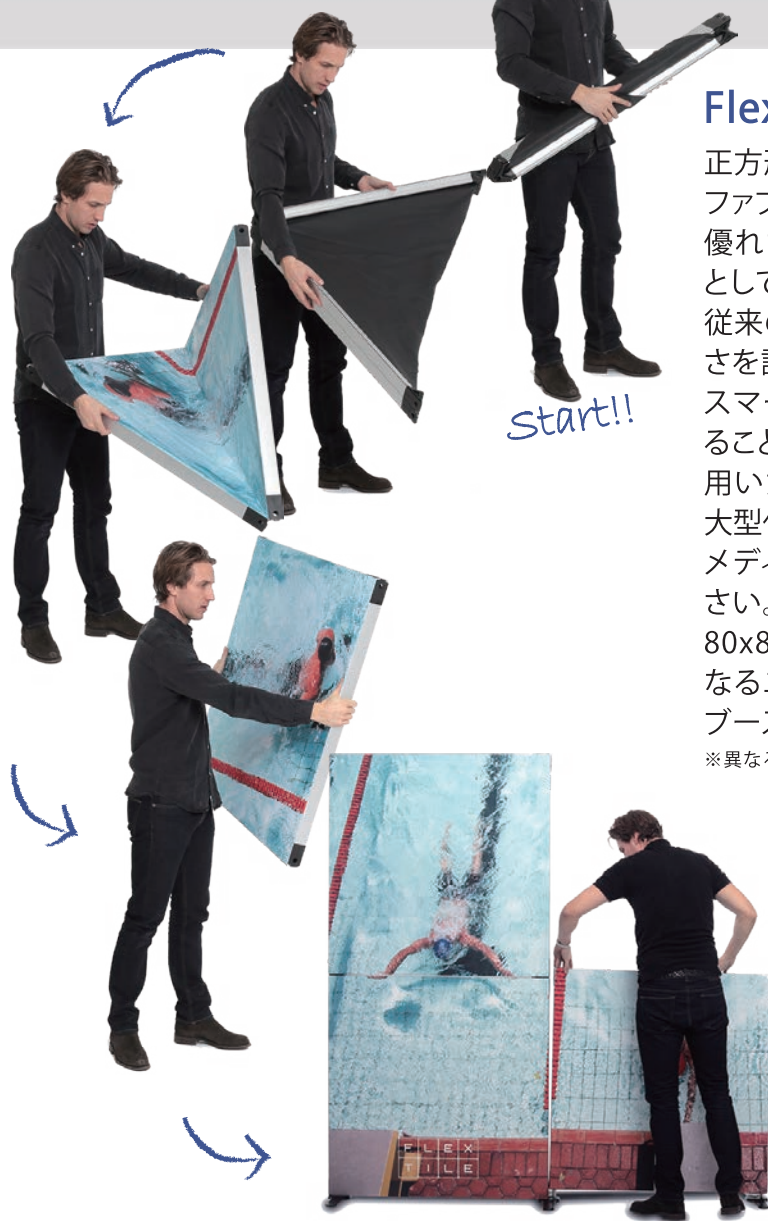 Flex
正方
ファブ
優れ
として
従来の
さを
スマー
ること
用い
大型
メディ
さい。
80x8
なる
ブース
※異なる
Start!!
FLEX
TILE